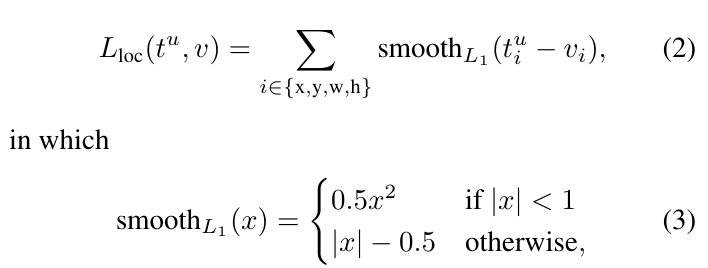 L_loc(t^u, v) = ∑_{i∈{x,y,w,h}} smooth_{L_1}(t_i^u − v_i), (2)
in which
smooth_{L_1}(x) = { 0.5x^2 if |x| < 1
|x| − 0.5 otherwise, (3)